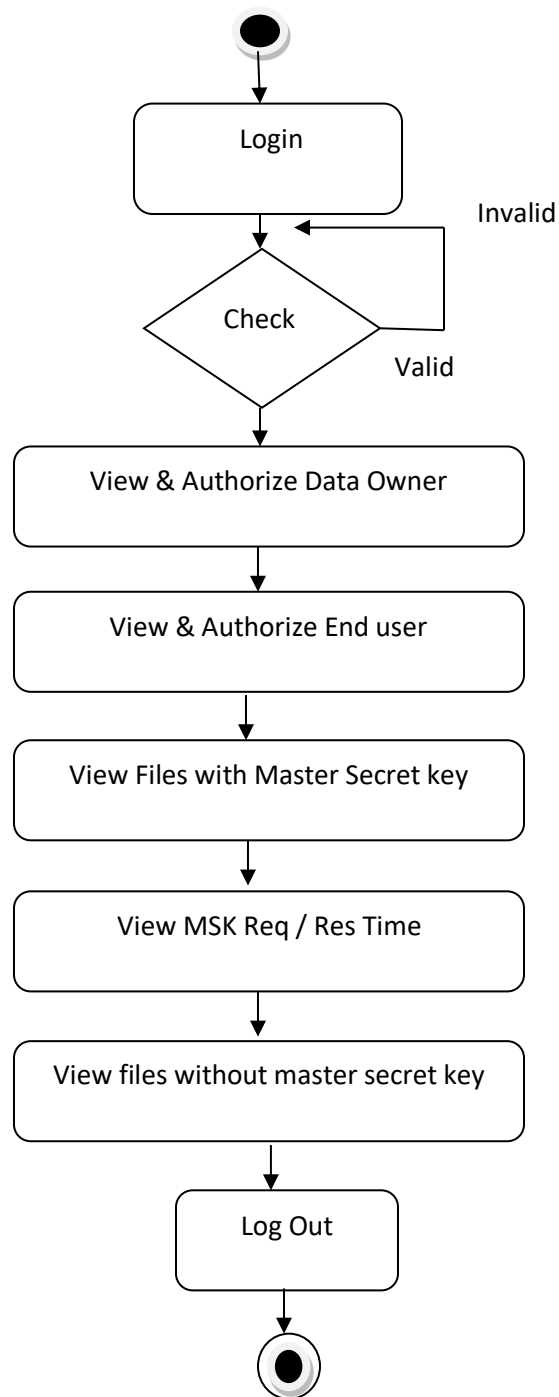 Login
Invalid
Check
Valid
View & Authorize Data Owner
View & Authorize End user
View Files with Master Secret key
View MSK Req / Res Time
View files without master secret key
Log Out